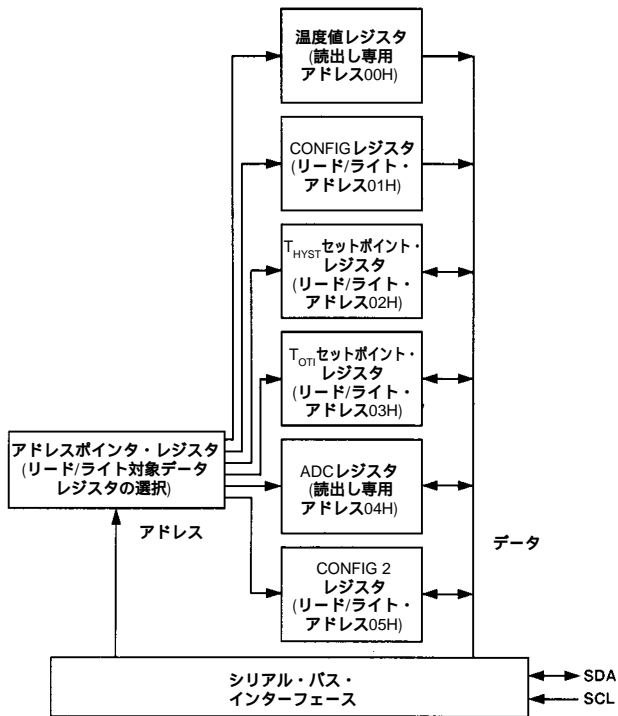 温度値レジスタ
(読出し専用
アドレス00H)
CONFIGレジスタ
(リード/ライト・
アドレス01H)
THYSTセットポイント・
レジスタ
(リード/ライト・
アドレス02H)
TOTIセットポイント・
レジスタ
(リード/ライト・
アドレス03H)
アドレスポインタ・レジスタ
(リード/ライト対象データ
レジスタの選択)
ADCレジスタ
(読出し専用
アドレス04H)
アドレス
データ
CONFIG 2
レジスタ
(リード/ライト・
アドレス05H)
シリアル・バス・
インターフェース
SDA
SCL